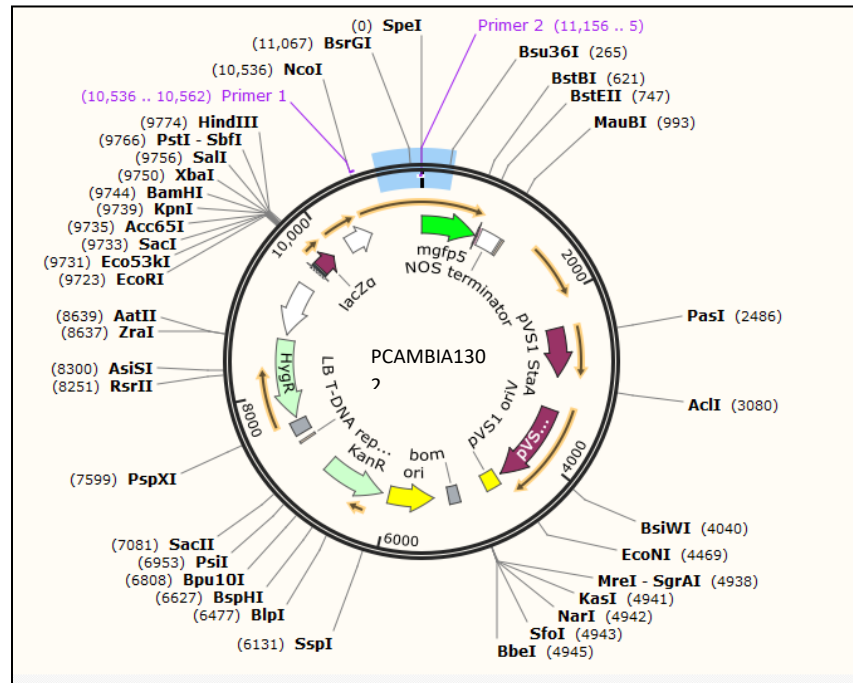 (0) SpeI
Primer 2 (11,156 .. 5)
(11,067) BsrGI
Bsu36I (265)
(10,536) NcoI
BstBI (621)
(10,536 .. 10,562) Primer 1
BstEII (747)
(9774) HindIII
MauBI (993)
(9766) PstI - SbfI
(9756) SalI
(9750) XbaI
(9744) BamHI
(9739) KpnI
(9735) Acc65I
(9733) SacI
(9731) Eco53kI
(9723) EcoRI
10,000
mgfp5
NOS terminator
2000
lacZα
(8639) AatII
PasI (2486)
(8637) ZraI
pVS1 StaA
PCAMBIA130
2
(8300) AsiSI
(8251) RsrII
HygR
AclI (3080)
8000
LB T-DNA rep...
KanR
pVS1 oriV
pVS...
bom
ori
4000
(7599) PspXI
BsiWI (4040)
(7081) SacII
6000
EcoNI (4469)
(6953) PsiI
(6808) Bpu10I
MreI - SgrAI (4938)
(6627) BspHI
KasI (4941)
(6477) BlpI
NarI (4942)
(6131) SspI
SfoI (4943)
BbeI (4945)